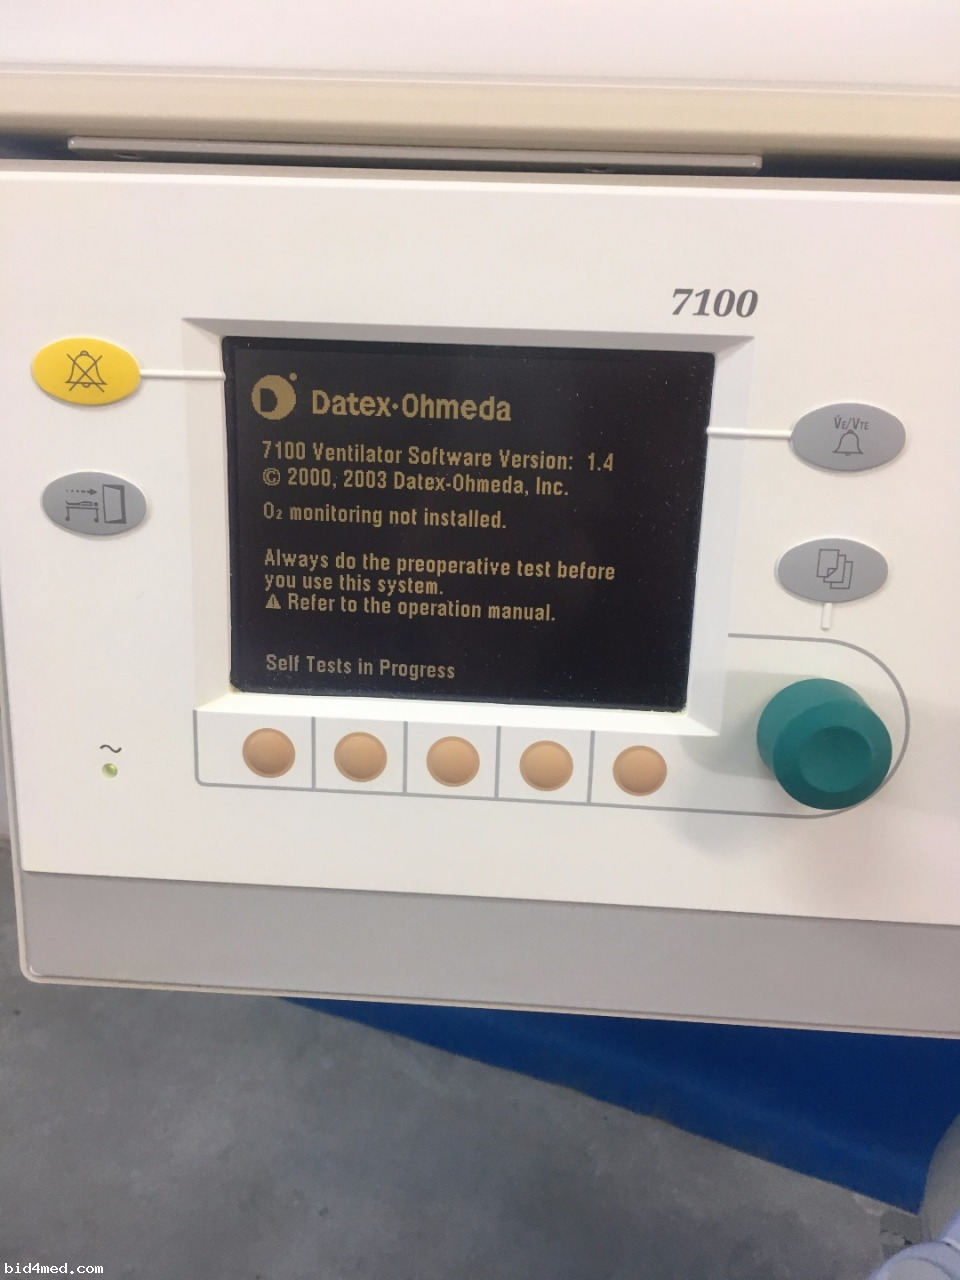 7100
Datex-Ohmeda
7100 Ventilator Software Version: 1.4
© 2000, 2003 Datex-Ohmeda, Inc.
O₂ monitoring not installed.
Always do the preoperative test before
you use this system.
⚠ Refer to the operation manual.
Self Tests in Progress
V̇E/VTE
~
bid4med.com